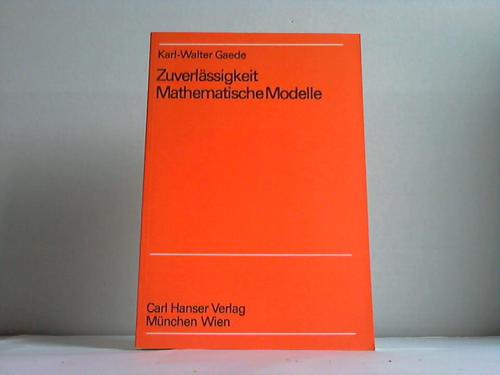 Karl-Walter Gaede
Zuverlässigkeit
Mathematische Modelle
Carl Hanser Verlag
München Wien